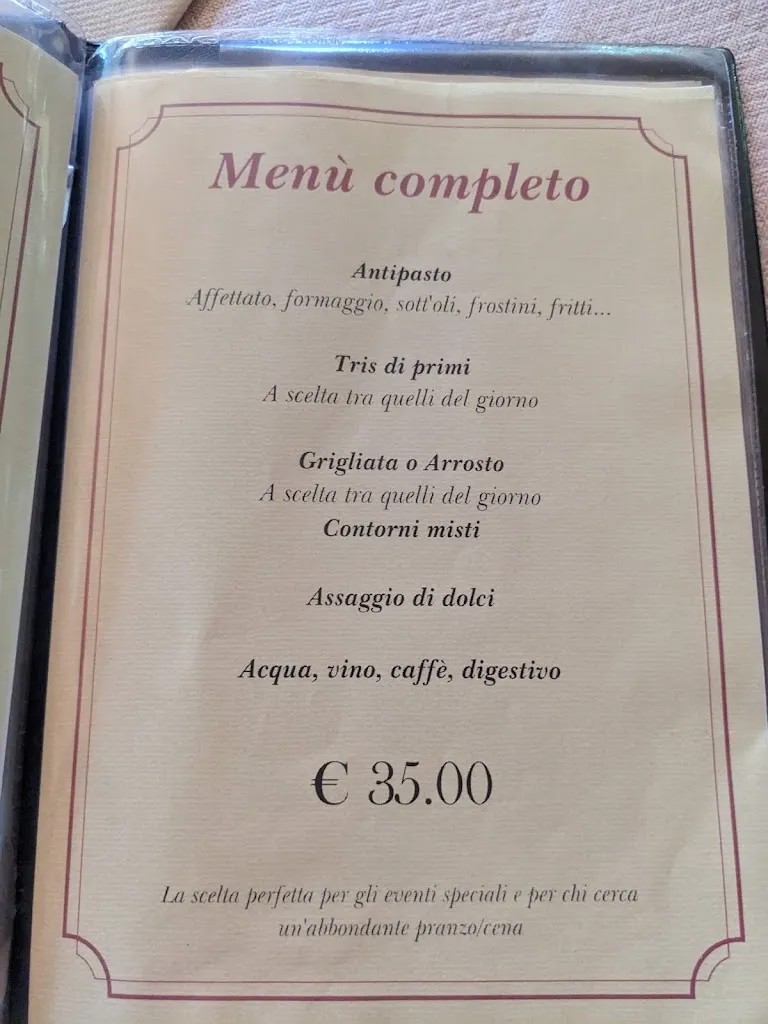 Menù completo
Antipasto
Affettato, formaggio, sott'oli, frostini, fritti...
Tris di primi
A scelta tra quelli del giorno
Grigliata o Arrosto
A scelta tra quelli del giorno
Contorni misti
Assaggio di dolci
Acqua, vino, caffè, digestivo
€ 35.00
La scelta perfetta per gli eventi speciali e per chi cerca
un'abbondante pranzo/cena